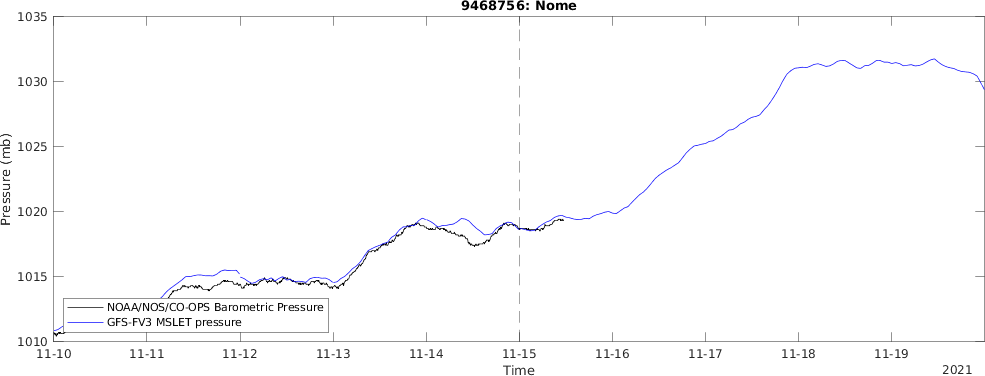 9468756: Nome
1035
1030
1025
1020
1015
1010
Pressure (mb)
NOAA/NOS/CO-OPS Barometric Pressure
GFS-FV3 MSLET pressure
11-10 11-11 11-12 11-13 11-14 11-15 11-16 11-17 11-18 11-19
Time
2021